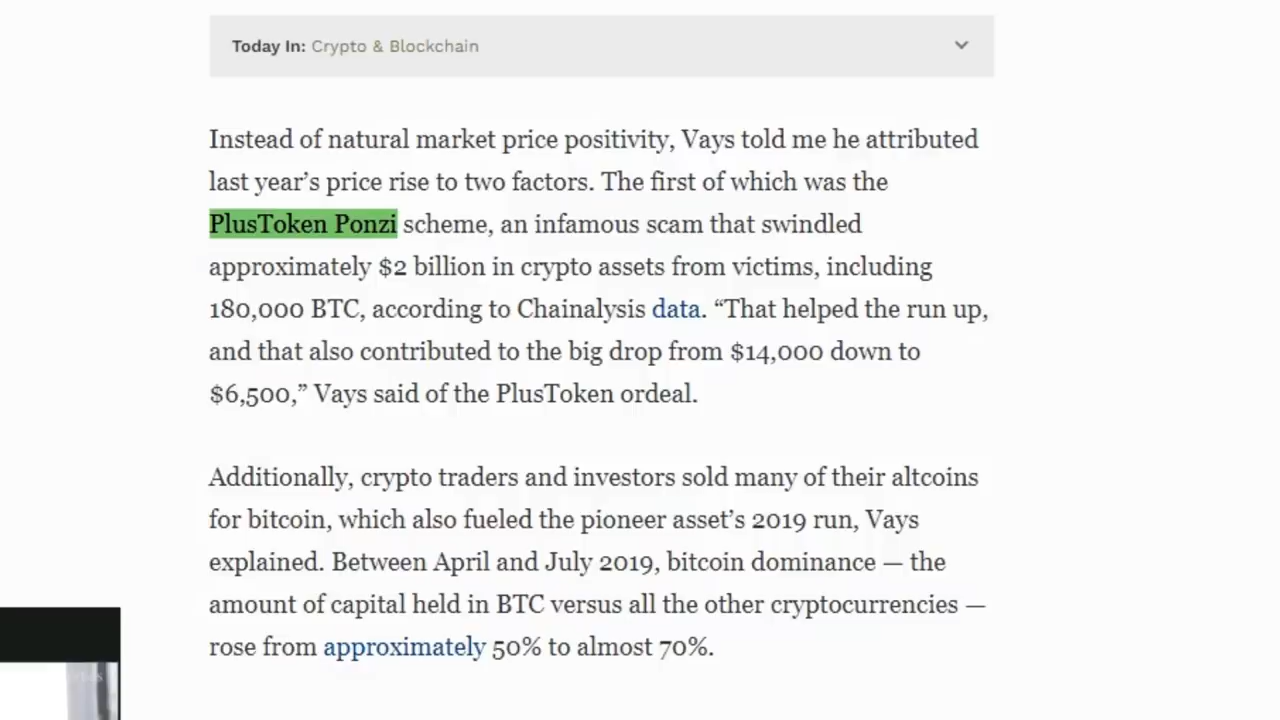 Today In: Crypto & Blockchain
Instead of natural market price positivity, Vays told me he attributed
last year’s price rise to two factors. The first of which was the
PlusToken Ponzi scheme, an infamous scam that swindled
approximately $2 billion in crypto assets from victims, including
180,000 BTC, according to Chainalysis data. “That helped the run up,
and that also contributed to the big drop from $14,000 down to
$6,500,” Vays said of the PlusToken ordeal.
Additionally, crypto traders and investors sold many of their altcoins
for bitcoin, which also fueled the pioneer asset’s 2019 run, Vays
explained. Between April and July 2019, bitcoin dominance — the
amount of capital held in BTC versus all the other cryptocurrencies —
rose from approximately 50% to almost 70%.